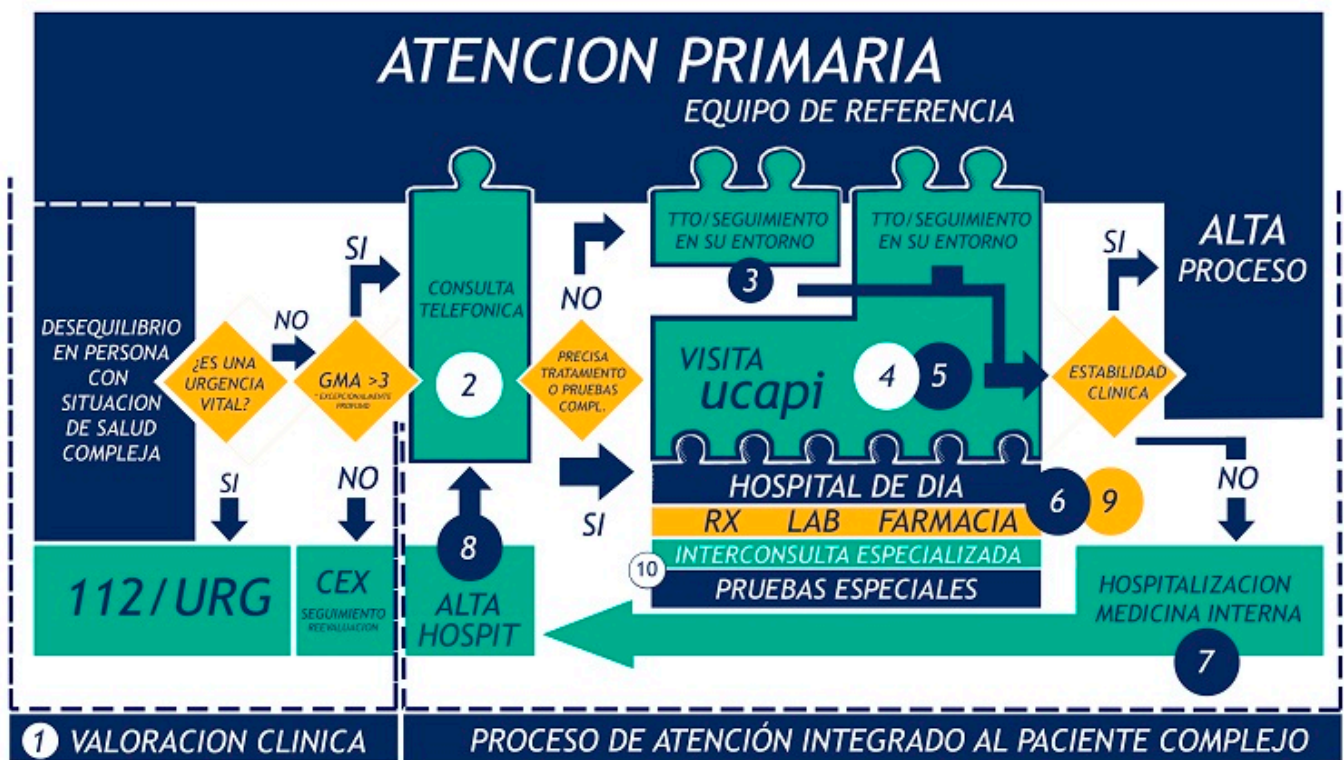 ATENCION PRIMARIA
EQUIPO DE REFERENCIA
DESEQUILIBRIO
EN PERSONA
CON
SITUACION
DE SALUD
COMPLEJA
¿ES UNA
URGENCIA
VITAL?
NO
SI
SI
GMA >3
* EXCEPCIONALMENTE
PROFUND
NO
CONSULTA
TELEFONICA
2
NO
PRECISA
TRATAMIENTO
O PRUEBAS
COMPL.
SI
TTO/SEGUIMIENTO
EN SU ENTORNO
3
TTO/SEGUIMIENTO
EN SU ENTORNO
VISITA
ucapi
4
5
HOSPITAL DE DIA
RX LAB FARMACIA
6
9
INTERCONSULTA ESPECIALIZADA
10
PRUEBAS ESPECIALES
SI
ESTABILIDAD
CLINICA
NO
ALTA
PROCESO
112/URG
CEX
SEGUIMIENTO
REEVALUACION
8
ALTA
HOSPIT
HOSPITALIZACION
MEDICINA INTERNA
7
1 VALORACION CLINICA
PROCESO DE ATENCIÓN INTEGRADO AL PACIENTE COMPLEJO